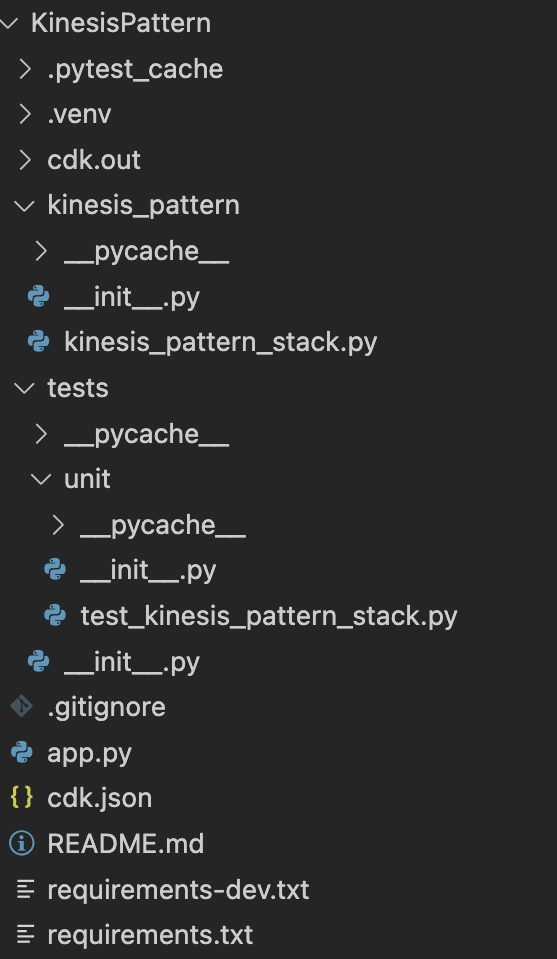 KinesisPattern
.pytest_cache
.venv
cdk.out
kinesis_pattern
__pycache__
__init__.py
kinesis_pattern_stack.py
tests
__pycache__
unit
__pycache__
__init__.py
test_kinesis_pattern_stack.py
__init__.py
.gitignore
app.py
{} cdk.json
README.md
requirements-dev.txt
requirements.txt